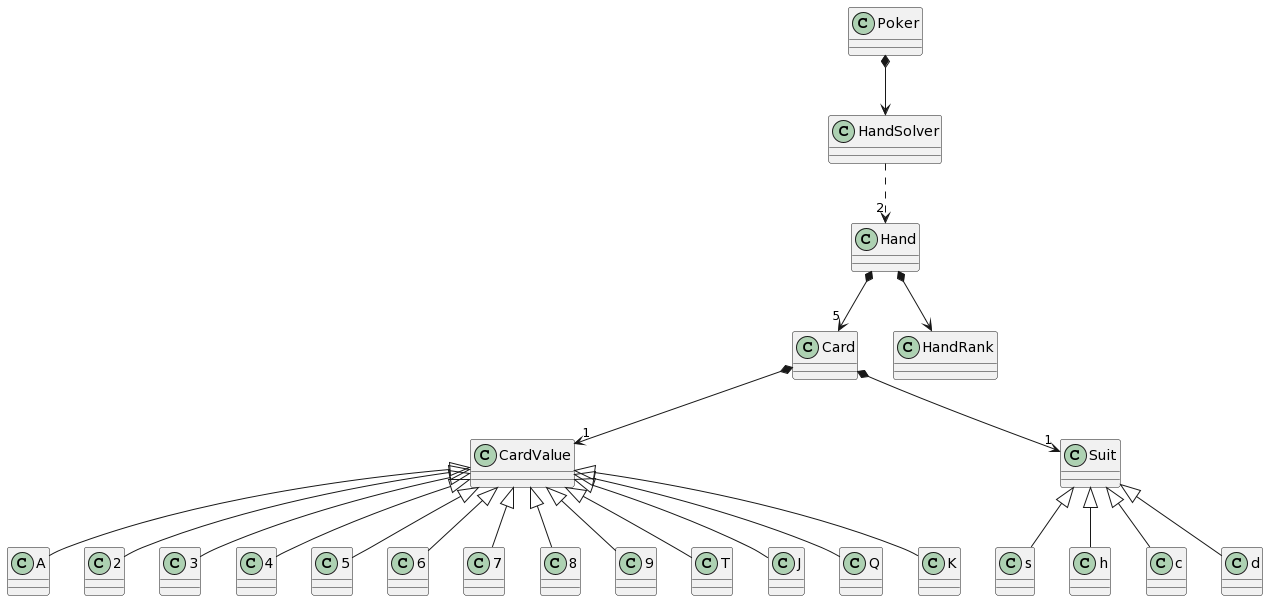 C Poker
C HandSolver
2
C Hand
5
C Card
C HandRank
1
1
C CardValue
C Suit
C A
C 2
C 3
C 4
C 5
C 6
C 7
C 8
C 9
C T
C J
C Q
C K
C s
C h
C c
C d